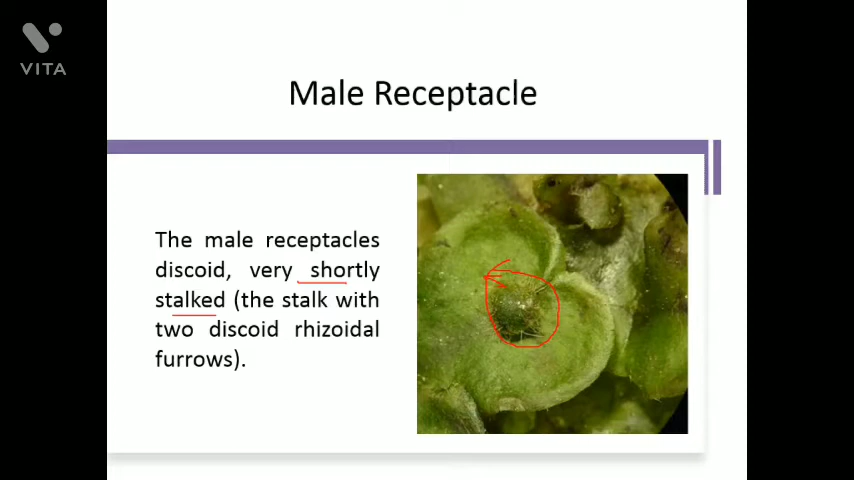 VITA
Male Receptacle
The male receptacles
discoid, very shortly
stalked (the stalk with
two discoid rhizoidal
furrows).